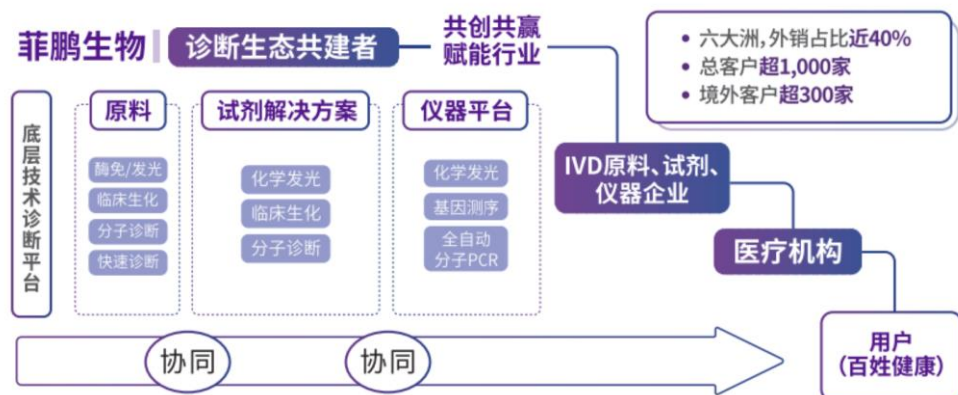 菲鹏生物
诊断生态共建者
共创共赢
赋能行业
• 六大洲,外销占比近40%
• 总客户超1,000家
• 境外客户超300家
底层技术诊断平台
原料
酶免/发光
临床生化
分子诊断
快速诊断
试剂解决方案
化学发光
临床生化
分子诊断
仪器平台
化学发光
基因测序
全自动
分子PCR
IVD原料、试剂、
仪器企业
医疗机构
用户
(百姓健康)
协同
协同